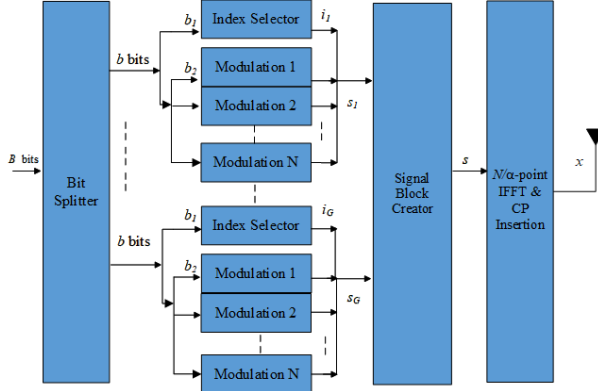 B bits
Bit
Splitter
b bits
b1
Index Selector
i1
b2
Modulation 1
Modulation 2
s1
Modulation N
b bits
b1
Index Selector
iG
b2
Modulation 1
Modulation 2
sG
Modulation N
Signal
Block
Creator
s
N/α-point
IFFT &
CP
Insertion
x